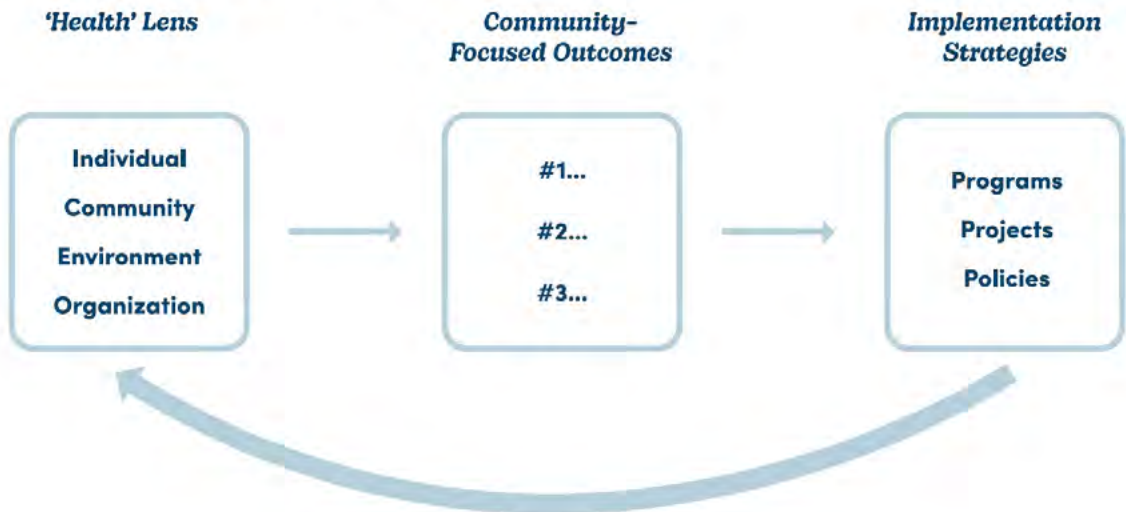 ‘Health’ Lens
Community-
Focused Outcomes
Implementation
Strategies
Individual
Community
Environment
Organization
#1...
#2...
#3...
Programs
Projects
Policies